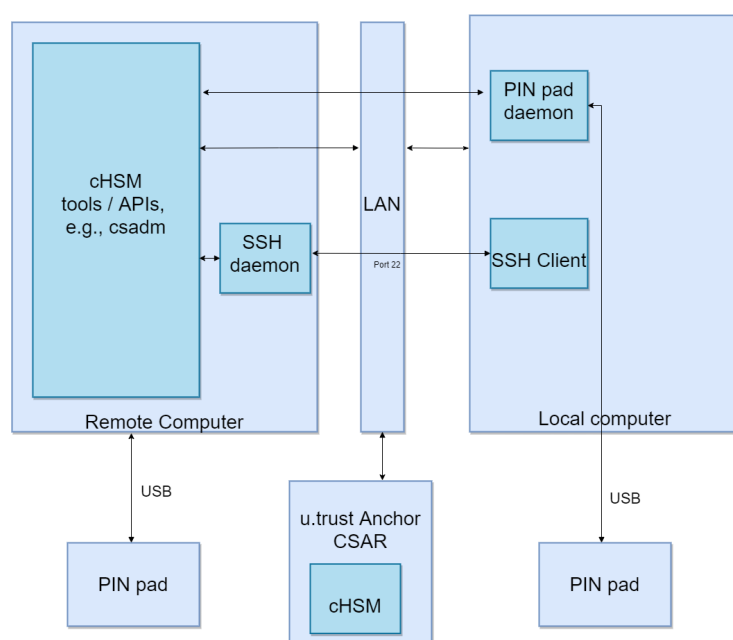 cHSM
tools / APIs,
e.g., csadm
SSH
daemon
Remote Computer
LAN
Port 22
PIN pad
daemon
SSH Client
Local computer
USB
PIN pad
u.trust Anchor
CSAR
cHSM
USB
PIN pad